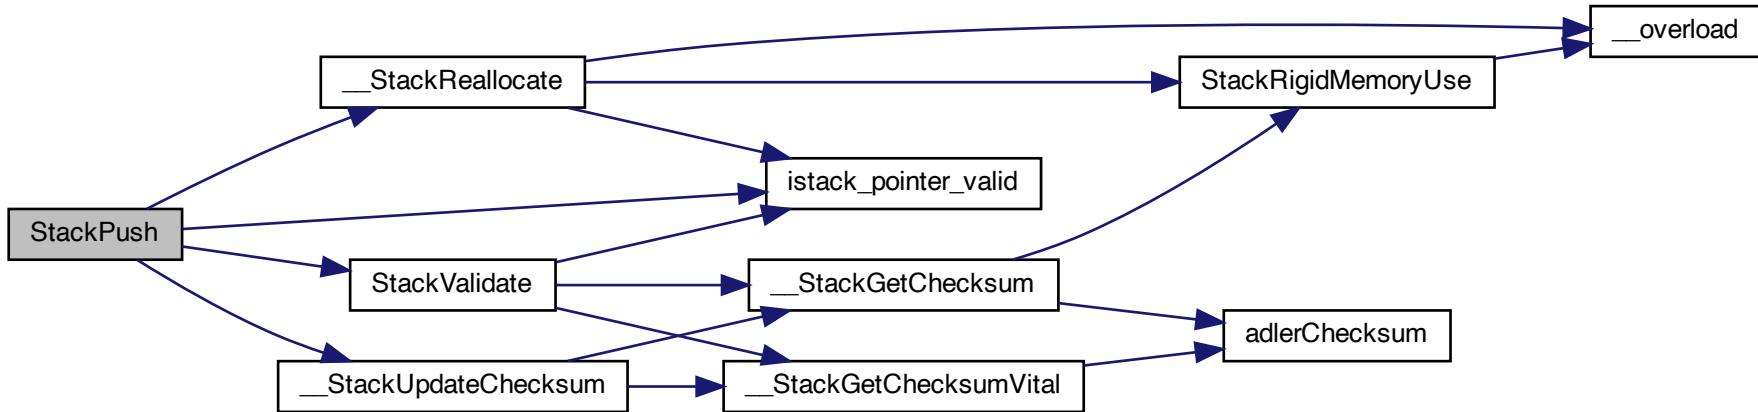 __overload
__StackReallocate
StackRigidMemoryUse
istack_pointer_valid
StackPush
StackValidate
__StackGetChecksum
adlerChecksum
__StackUpdateChecksum
__StackGetChecksumVital